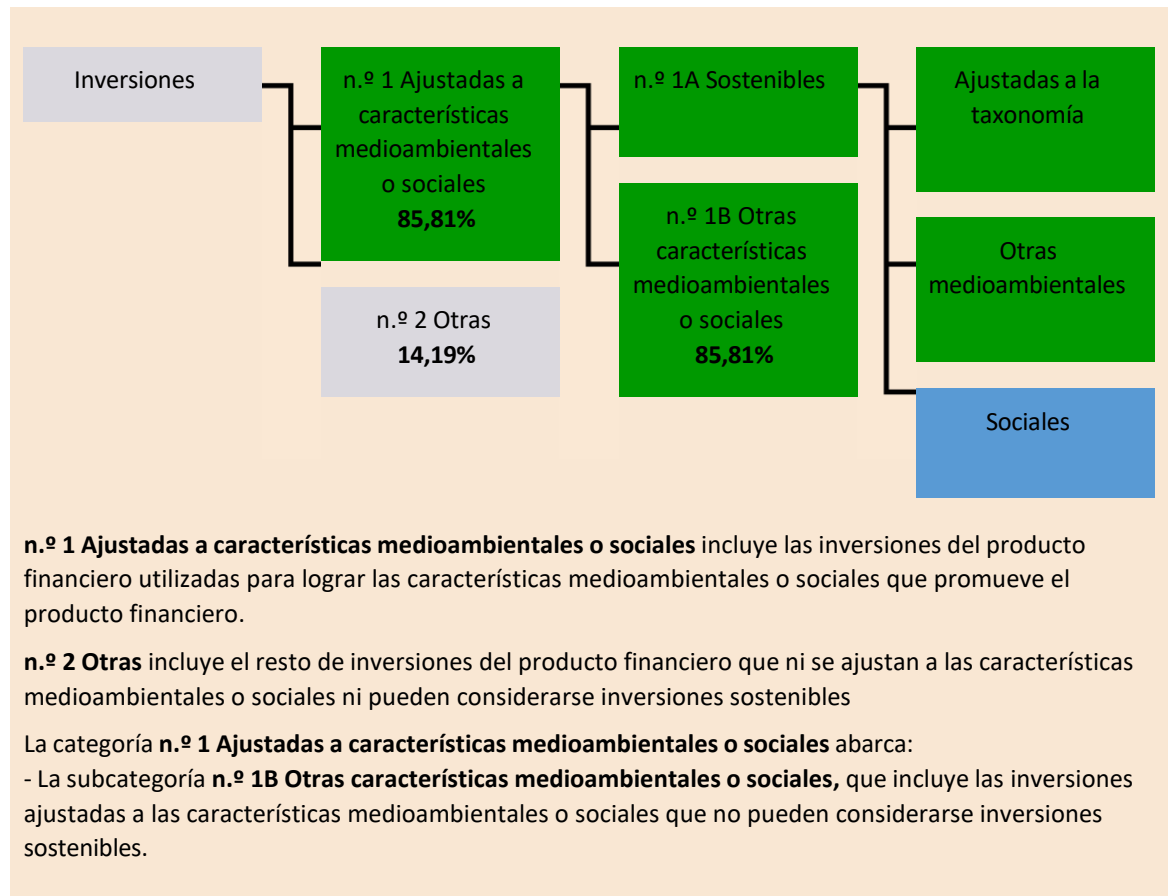 Inversiones
n.º 1 Ajustadas a
características
medioambientales
o sociales
85,81%
n.º 2 Otras
14,19%
n.º 1A Sostenibles
n.º 1B Otras
características
medioambientales
o sociales
85,81%
Ajustadas a la
taxonomía
Otras
medioambientales
Sociales
n.º 1 Ajustadas a características medioambientales o sociales incluye las inversiones del producto
financiero utilizadas para lograr las características medioambientales o sociales que promueve el
producto financiero.
n.º 2 Otras incluye el resto de inversiones del producto financiero que ni se ajustan a las características
medioambientales o sociales ni pueden considerarse inversiones sostenibles
La categoría n.º 1 Ajustadas a características medioambientales o sociales abarca:
- La subcategoría n.º 1B Otras características medioambientales o sociales, que incluye las inversiones
ajustadas a las características medioambientales o sociales que no pueden considerarse inversiones
sostenibles.